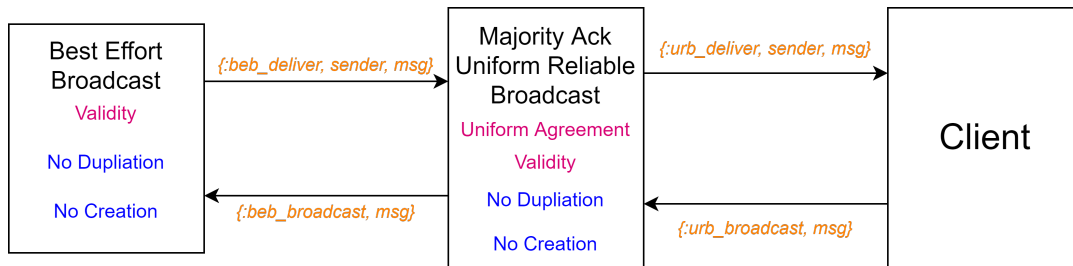 Best Effort
Broadcast
Validity
No Dupliation
No Creation
{:beb_deliver, sender, msg}
{:beb_broadcast, msg}
Majority Ack
Uniform Reliable
Broadcast
Uniform Agreement
Validity
No Dupliation
No Creation
{:urb_deliver, sender, msg}
{:urb_broadcast, msg}
Client